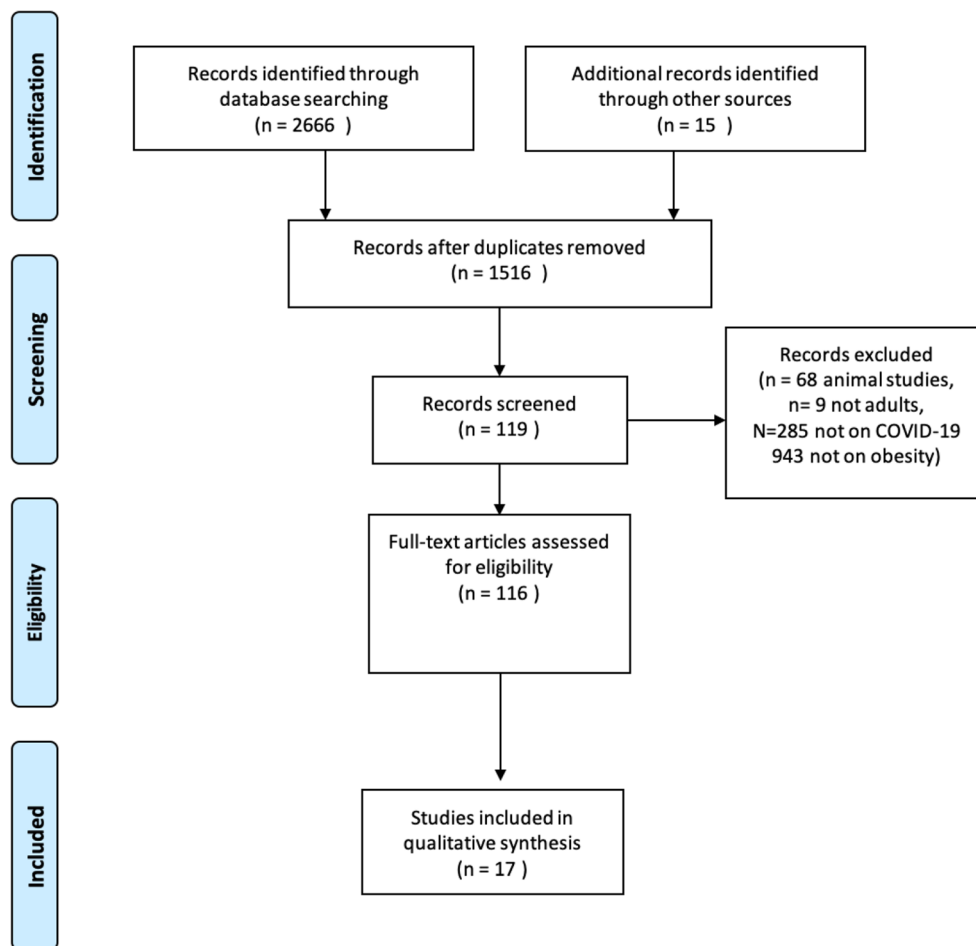 Identification
Records identified through
database searching
(n = 2666 )
Additional records identified
through other sources
(n = 15 )
Records after duplicates removed
(n = 1516 )
Screening
Records screened
(n = 119 )
Records excluded
(n = 68 animal studies,
n= 9 not adults,
N=285 not on COVID-19
943 not on obesity)
Eligibility
Full-text articles assessed
for eligibility
(n = 116 )
Included
Studies included in
qualitative synthesis
(n = 17 )